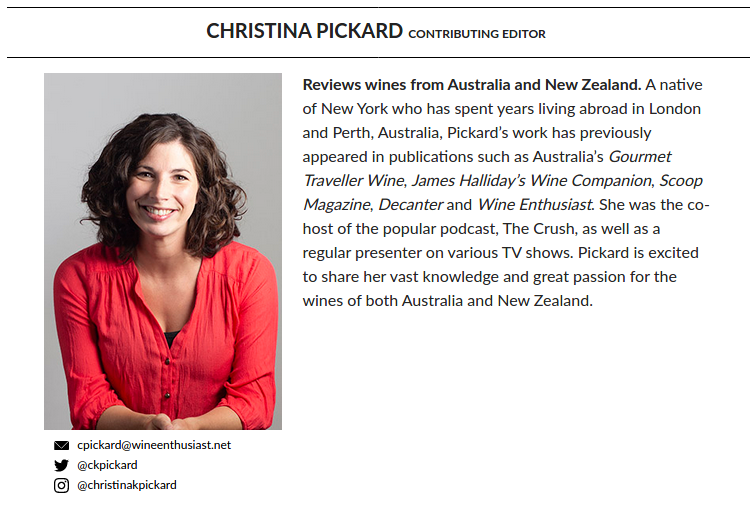 CHRISTINA PICKARD CONTRIBUTING EDITOR
Reviews wines from Australia and New Zealand. A native
of New York who has spent years living abroad in London
and Perth, Australia, Pickard’s work has previously
appeared in publications such as Australia’s Gourmet
Traveller Wine, James Halliday’s Wine Companion, Scoop
Magazine, Decanter and Wine Enthusiast. She was the co-
host of the popular podcast, The Crush, as well as a
regular presenter on various TV shows. Pickard is excited
to share her vast knowledge and great passion for the
wines of both Australia and New Zealand.
cpickard@wineenthusiast.net
@ckpickard
@christinakpickard